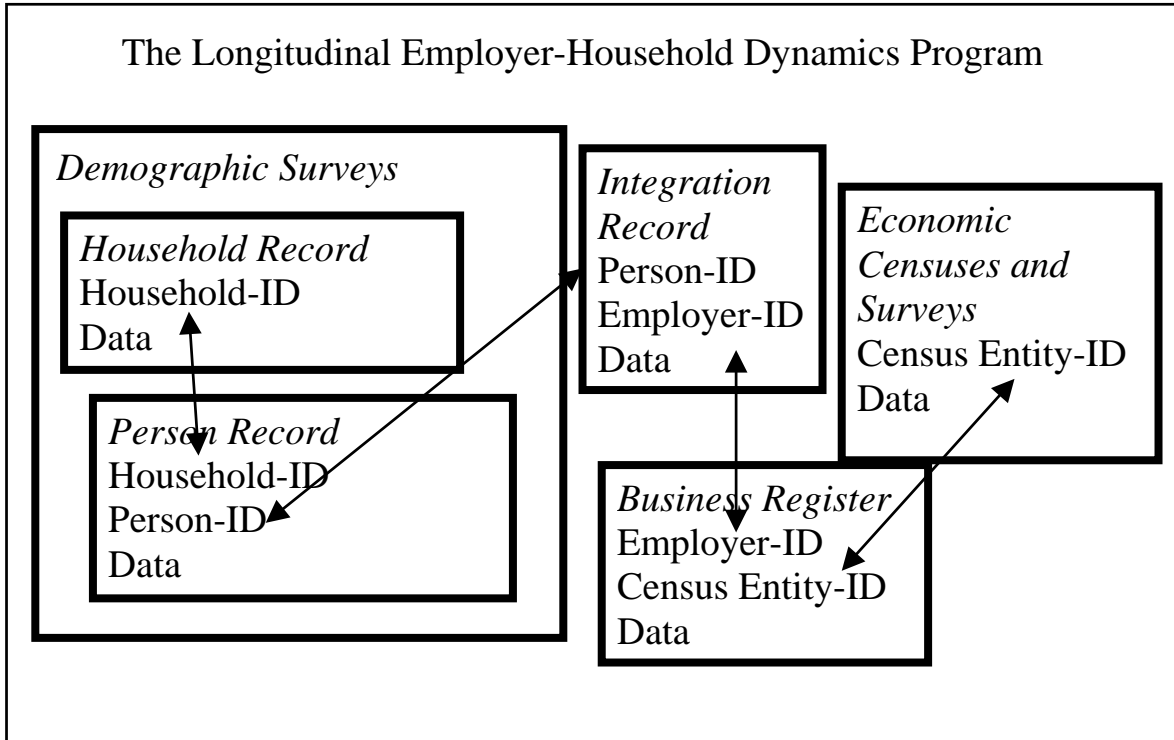 The Longitudinal Employer-Household Dynamics Program
Demographic Surveys
Household Record
Household-ID
Data
Person Record
Household-ID
Person-ID
Data
Integration
Record
Person-ID
Employer-ID
Data
Business Register
Employer-ID
Census Entity-ID
Data
Economic
Censuses and
Surveys
Census Entity-ID
Data